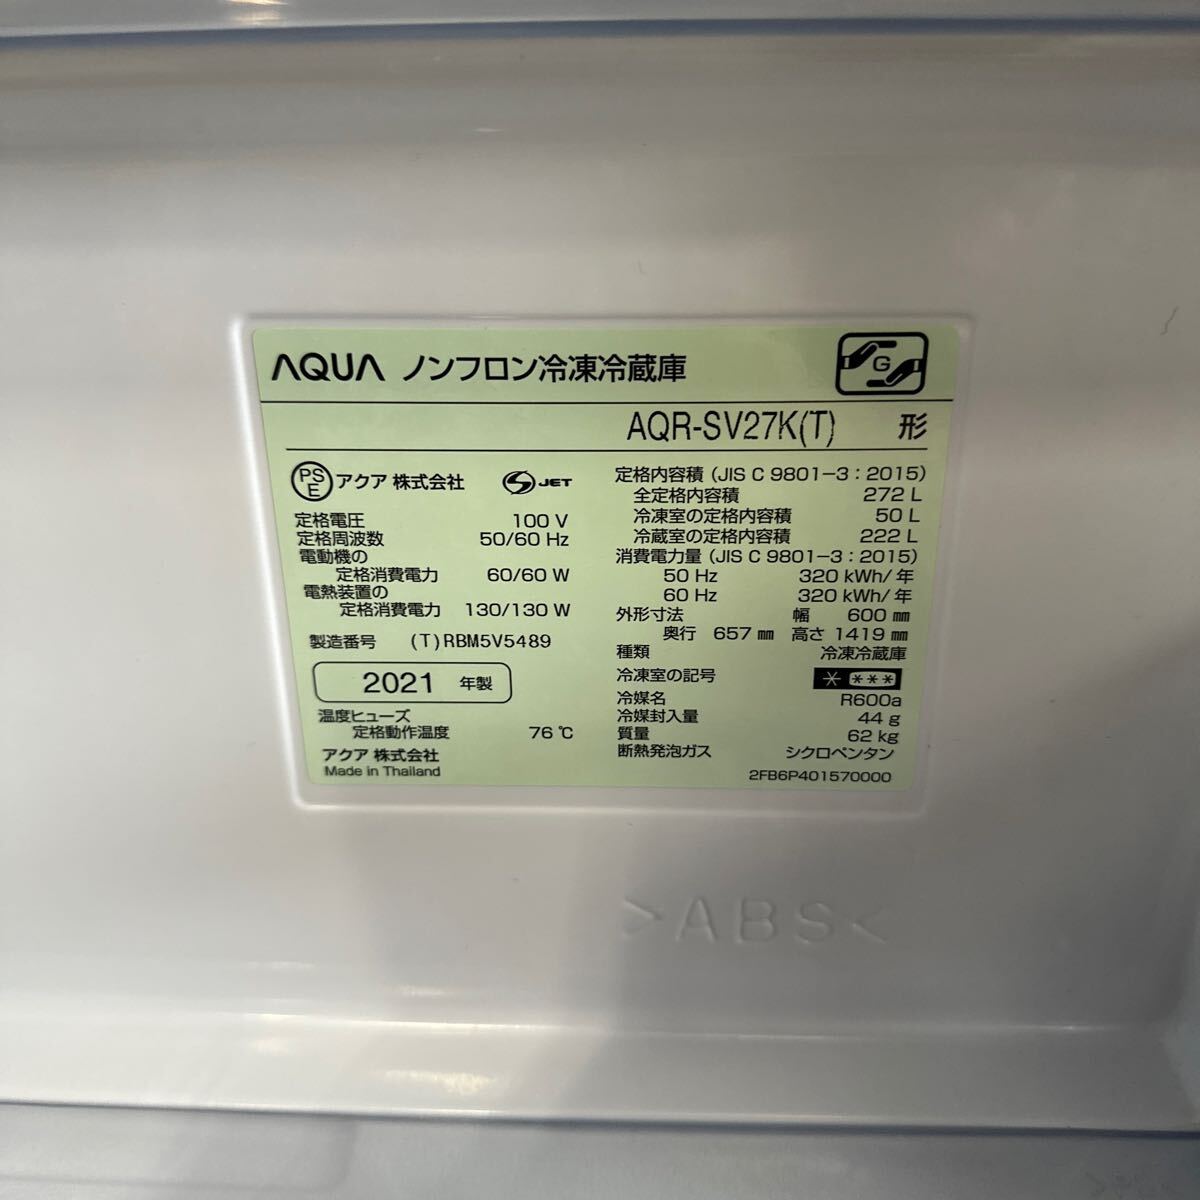 AQUA ノンフロン冷凍冷蔵庫
G
AQR-SV27K(T) 形
PSE アクア 株式会社 S JET
定格電圧 100 V
定格周波数 50/60 Hz
電動機の
定格消費電力 60/60 W
電熱装置の
定格消費電力 130/130 W
製造番号 (T)RBM5V5489
2021 年製
温度ヒューズ
定格動作温度 76 ℃
アクア 株式会社
Made in Thailand
定格内容積 (JIS C 9801-3：2015)
全定格内容積 272 L
冷凍室の定格内容積 50 L
冷蔵室の定格内容積 222 L
消費電力量 (JIS C 9801-3：2015)
50 Hz 320 kWh/年
60 Hz 320 kWh/年
外形寸法 幅 600 ㎜
奥行 657 ㎜ 高さ 1419 ㎜
種類 冷凍冷蔵庫
冷凍室の記号 * ***
冷媒名 R600a
冷媒封入量 44 g
質量 62 kg
断熱発泡ガス シクロペンタン
2FB6P401570000
>ABS<